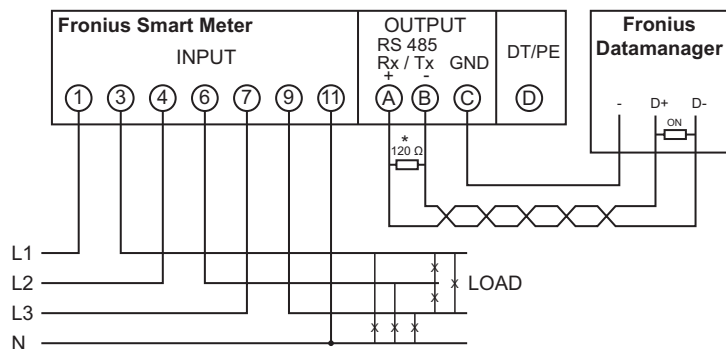 Fronius Smart Meter
INPUT
OUTPUT
RS 485
Rx / Tx
+ -
GND
DT/PE
1 3 4 6 7 9 11
A B C D
*
120 Ω
Fronius
Datamanager
- D+ D-
ON
L1
L2
L3
N
LOAD